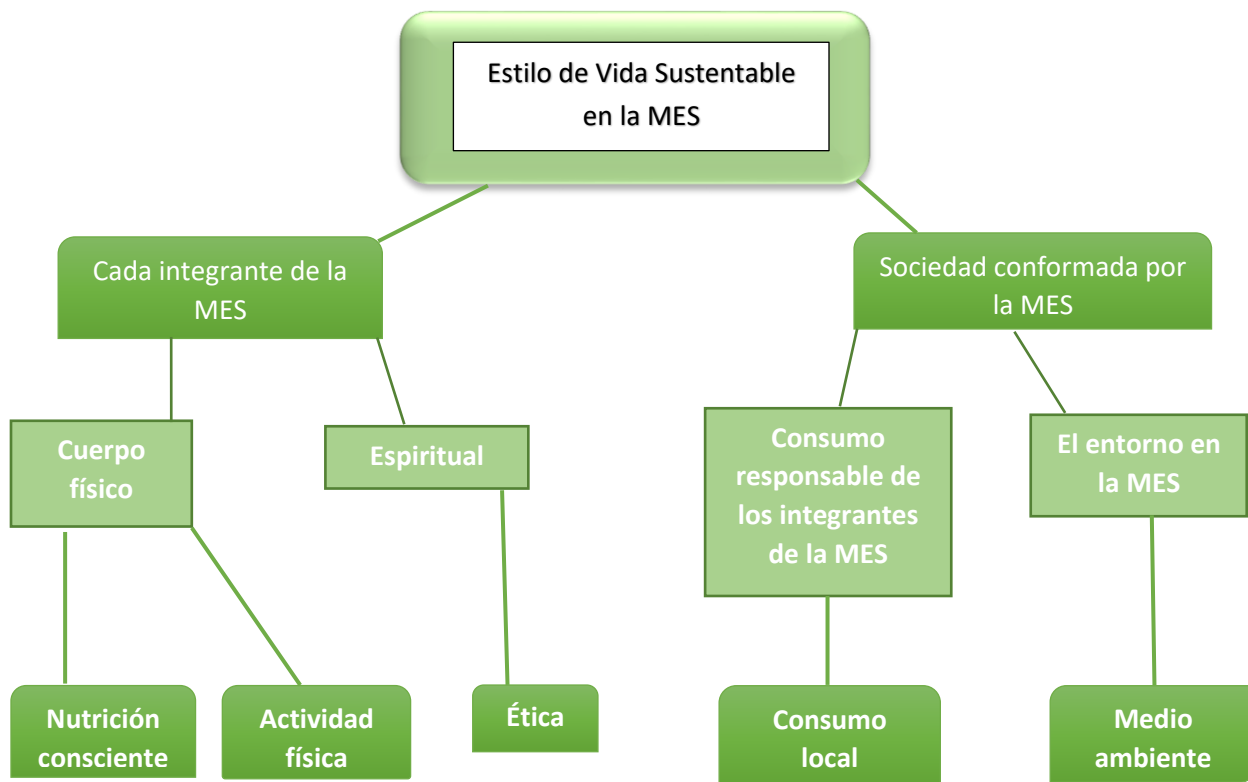 Estilo de Vida Sustentable
en la MES
Cada integrante de la
MES
Sociedad conformada por
la MES
Cuerpo
físico
Espiritual
Consumo
responsable de
los integrantes
de la MES
El entorno en
la MES
Nutrición
consciente
Actividad
física
Ética
Consumo
local
Medio
ambiente